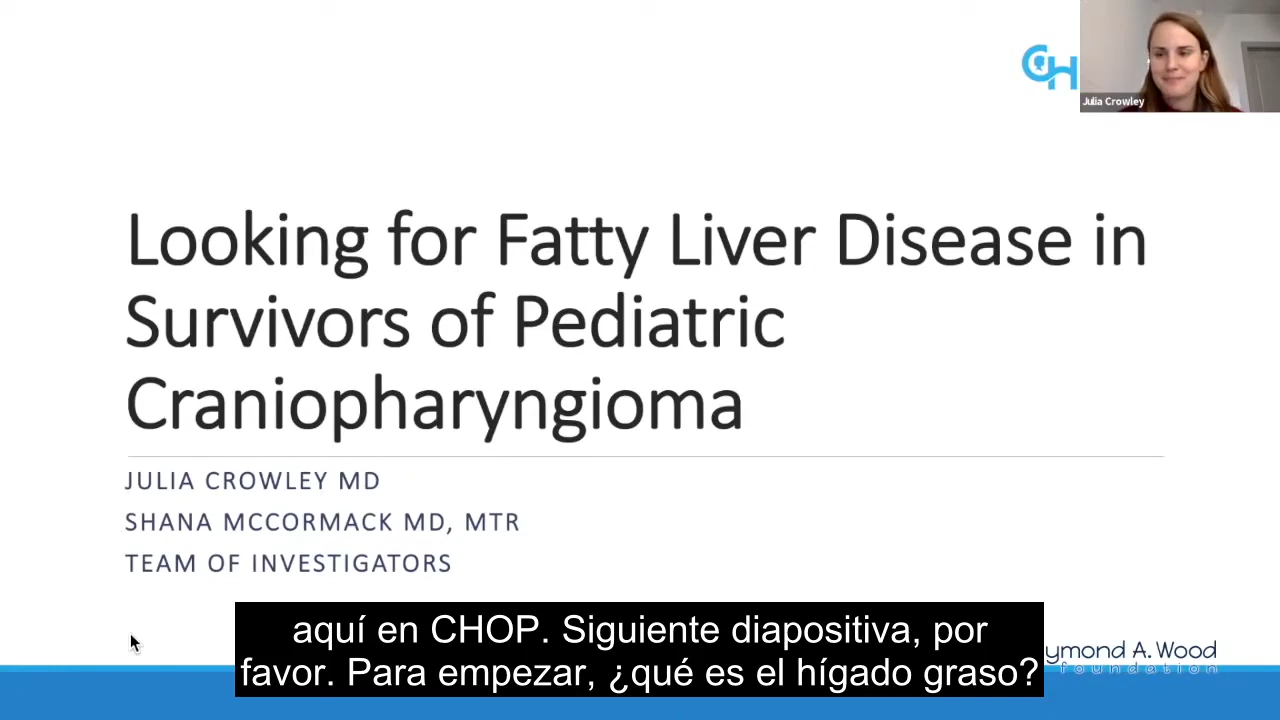 CH
Julia Crowley
Looking for Fatty Liver Disease in
Survivors of Pediatric
Craniopharyngioma
JULIA CROWLEY MD
SHANA MCCORMACK MD, MTR
TEAM OF INVESTIGATORS
aquí en CHOP. Siguiente diapositiva, por
favor. Para empezar, ¿qué es el hígado graso?
ymond A. Wood
foundation